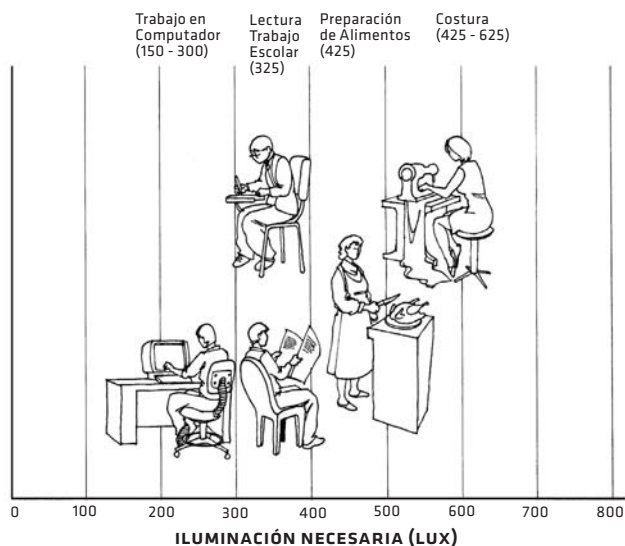 Trabajo en
Computador
(150 - 300)
Lectura
Trabajo
Escolar
(325)
Preparación
de Alimentos
(425)
Costura
(425 - 625)
0 100 200 300 400 500 600 700 800
ILUMINACIÓN NECESARIA (LUX)